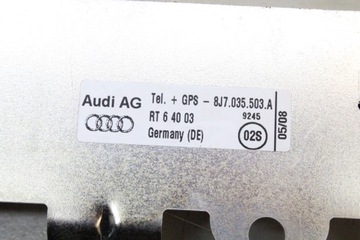 Audi AG
Tel. + GPS - 8J7.035.503.A
RT 6 40 03
9245
Germany (DE)
02S
05/08